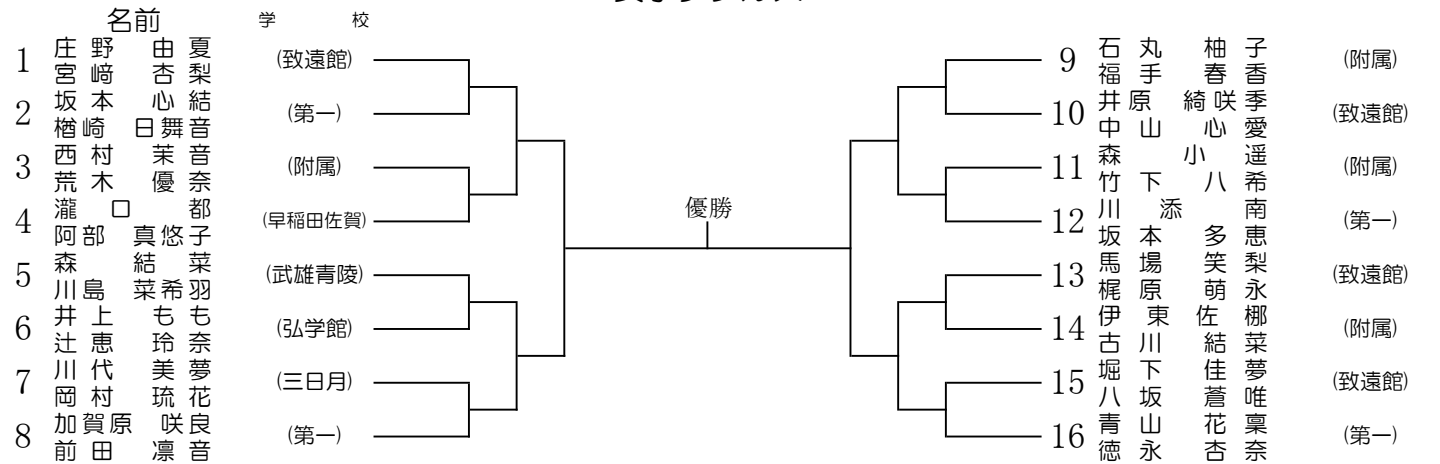 名前 学校
1 庄野 由夏 (致遠館)
宮﨑 杏梨
2 坂本 心結 (第一)
楢崎 日舞音
3 西村 茉音 (附属)
荒木 優奈
4 瀧口 都 (早稲田佐賀)
阿部 真悠子
5 森 結菜 (武雄青陵)
川島 菜希羽
6 井上 もも (弘学館)
辻恵 玲奈
7 川代 美夢 (三日月)
岡村 琉花
8 加賀原 咲良 (第一)
前田 凛音
優勝
9 石丸 柚子 (附属)
福手 春香
10 井原 綺咲季 (致遠館)
中山 心愛
11 森 小遥 (附属)
竹下 八希
12 川添 南 (第一)
坂本 多恵
13 馬場 笑梨 (致遠館)
梶原 萌永
14 伊東 佐梛 (附属)
古川 結菜
15 堀下 佳夢 (致遠館)
八坂 蒼唯
16 青山 花稟 (第一)
徳永 杏奈